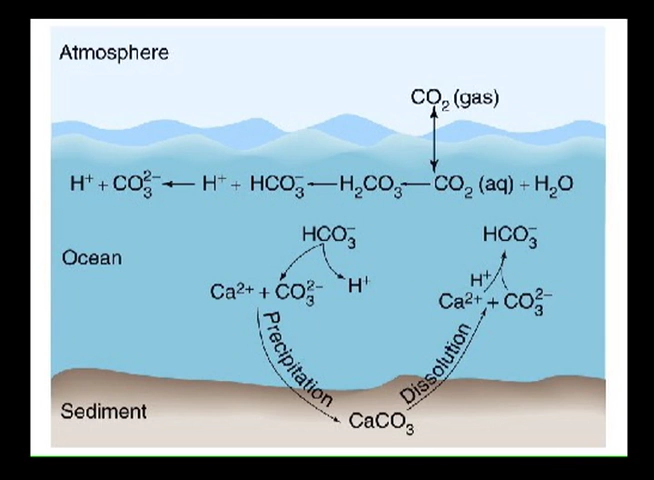 Atmosphere
CO₂ (gas)
H⁺ + CO₃²⁻ ← H⁺ + HCO₃⁻ ← H₂CO₃ ← CO₂ (aq) + H₂O
HCO₃⁻ HCO₃⁻
Ocean
Ca²⁺ + CO₃²⁻ H⁺ H⁺
Ca²⁺ + CO₃²⁻
Precipitation
Dissolution
Sediment
CaCO₃